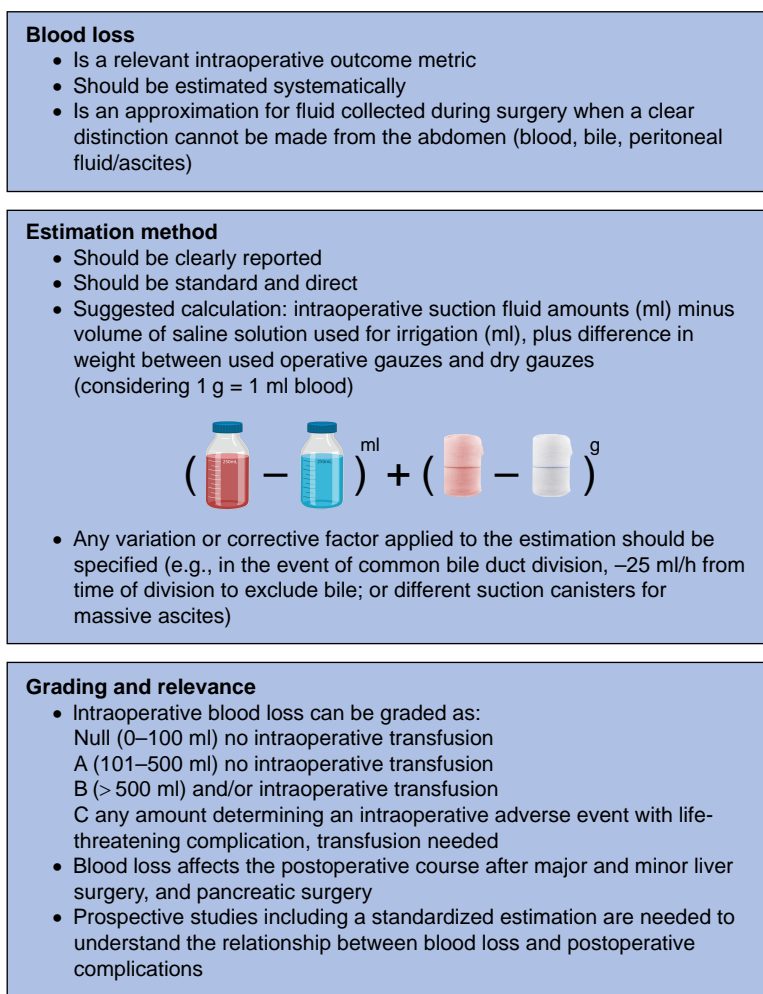 Blood loss
• Is a relevant intraoperative outcome metric
• Should be estimated systematically
• Is an approximation for fluid collected during surgery when a clear
distinction cannot be made from the abdomen (blood, bile, peritoneal
fluid/ascites)
Estimation method
• Should be clearly reported
• Should be standard and direct
• Suggested calculation: intraoperative suction fluid amounts (ml) minus
volume of saline solution used for irrigation (ml), plus difference in
weight between used operative gauzes and dry gauzes
(considering 1 g = 1 ml blood)
( − ) ml + ( − ) g
• Any variation or corrective factor applied to the estimation should be
specified (e.g., in the event of common bile duct division, –25 ml/h from
time of division to exclude bile; or different suction canisters for
massive ascites)
Grading and relevance
• Intraoperative blood loss can be graded as:
Null (0–100 ml) no intraoperative transfusion
A (101–500 ml) no intraoperative transfusion
B (> 500 ml) and/or intraoperative transfusion
C any amount determining an intraoperative adverse event with life-
threatening complication, transfusion needed
• Blood loss affects the postoperative course after major and minor liver
surgery, and pancreatic surgery
• Prospective studies including a standardized estimation are needed to
understand the relationship between blood loss and postoperative
complications